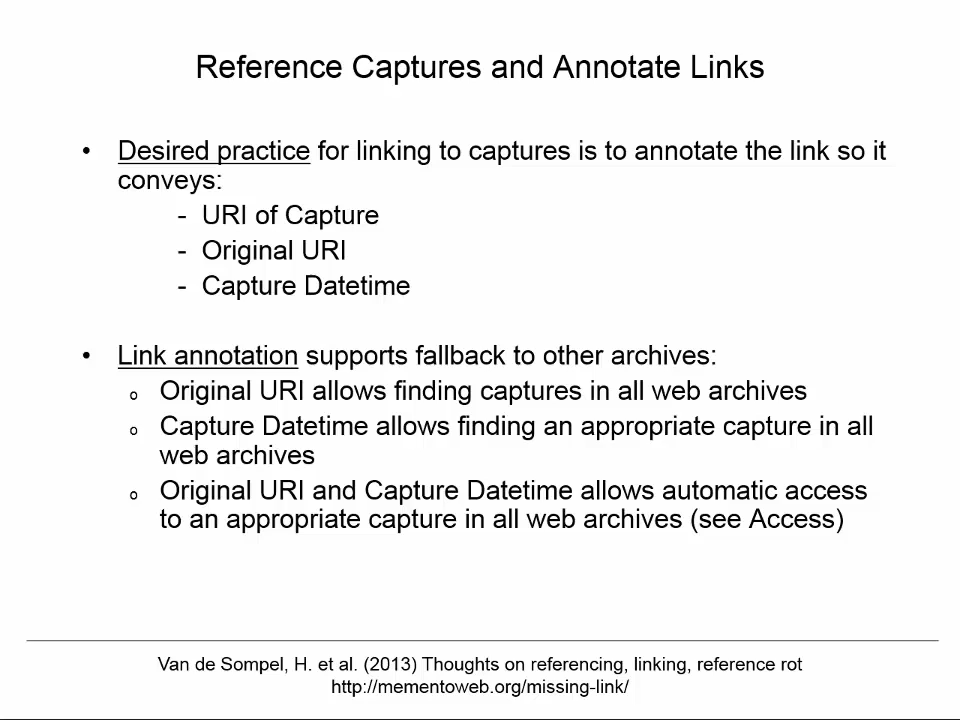 Reference Captures and Annotate Links
• Desired practice for linking to captures is to annotate the link so it
conveys:
- URI of Capture
- Original URI
- Capture Datetime
• Link annotation supports fallback to other archives:
o Original URI allows finding captures in all web archives
o Capture Datetime allows finding an appropriate capture in all
web archives
o Original URI and Capture Datetime allows automatic access
to an appropriate capture in all web archives (see Access)
Van de Sompel, H. et al. (2013) Thoughts on referencing, linking, reference rot
http://mementoweb.org/missing-link/